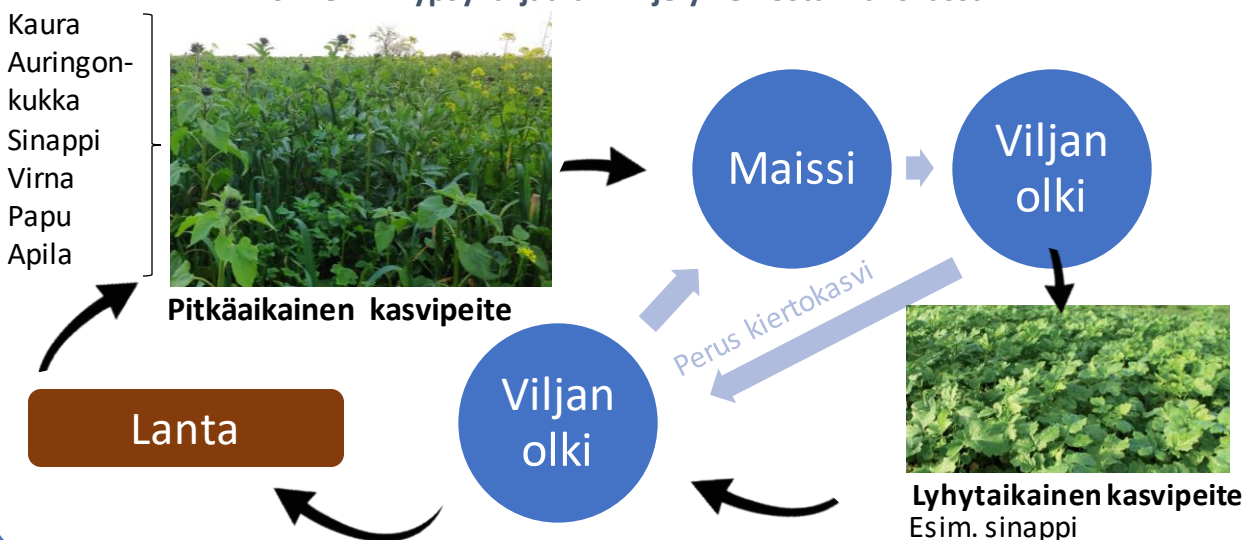 Kaura
Auringon-
kukka
Sinappi
Virna
Papu
Apila
Pitkäaikainen kasvipeite
Maissi
Viljan
olki
Perus kiertokasvi
Lanta
Viljan
olki
Lyhytaikainen kasvipeite
Esim. sinappi